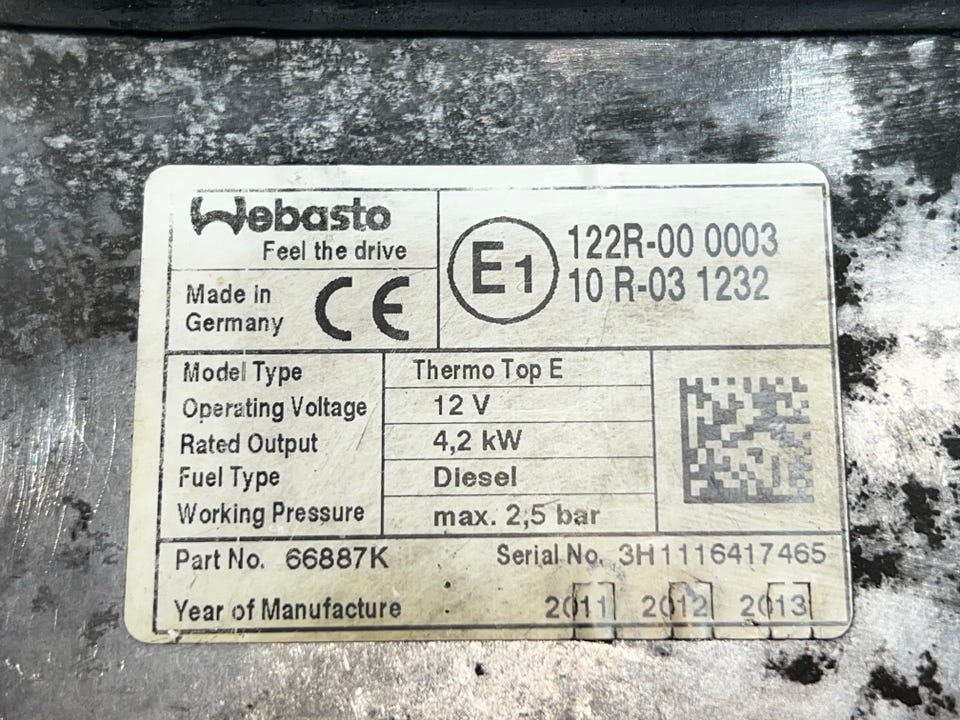 Webasto
Feel the drive
Made in
Germany
CE
E1
122R-00 0003
10 R-03 1232
Model Type Thermo Top E
Operating Voltage 12 V
Rated Output 4,2 kW
Fuel Type Diesel
Working Pressure max. 2,5 bar
Part No. 66887K Serial No. 3H1116417465
Year of Manufacture 2011 2012 2013